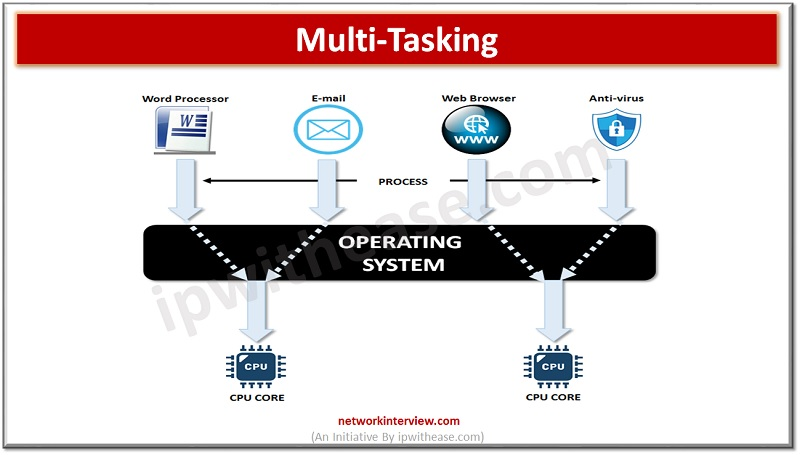 Multi-Tasking
Word Processor
E-mail
Web Browser
Anti-virus
W
WWW
PROCESS
OPERATING
SYSTEM
ipwithease.com
CPU
CPU
CPU CORE
CPU CORE
networkinterview.com
(An Initiative By ipwithease.com)